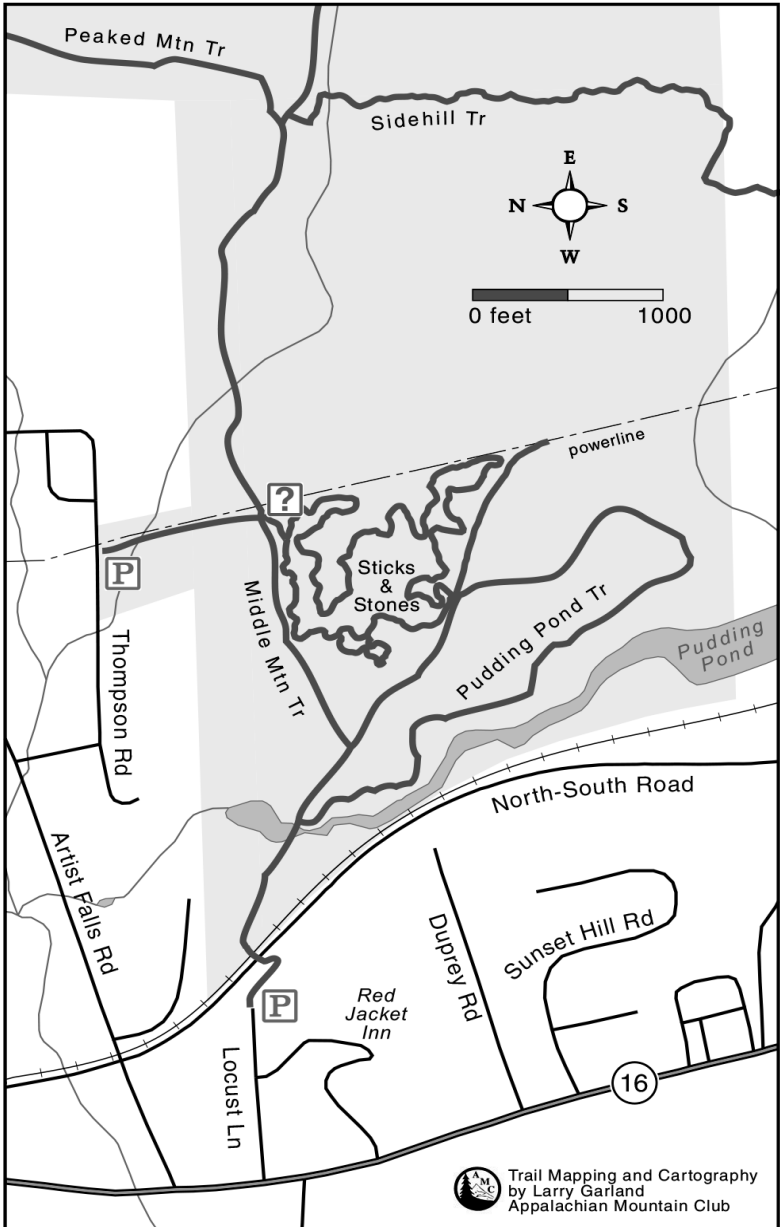 Peaked Mtn Tr
Sidehill Tr
E
N
S
W
0 feet
1000
powerline
?
P
Sticks
&
Stones
Middle Mtn Tr
Pudding Pond Tr
Pudding
Pond
Thompson Rd
North-South Road
Artist Falls Rd
Duprey Rd
Sunset Hill Rd
P
Red
Jacket
Inn
Locust Ln
16
AMC
Trail Mapping and Cartography
by Larry Garland
Appalachian Mountain Club